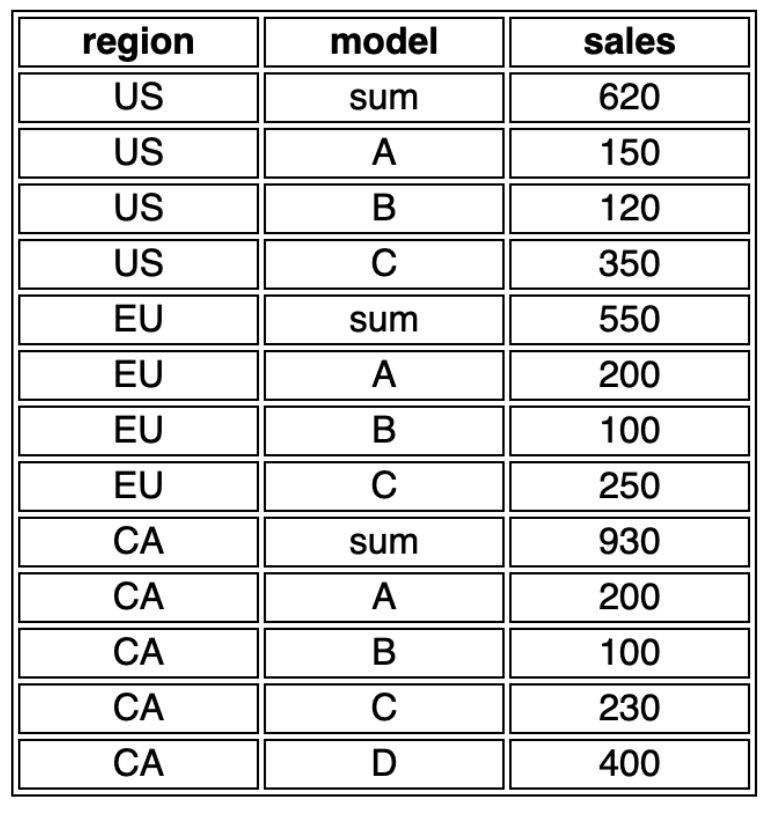 region model sales
US sum 620
US A 150
US B 120
US C 350
EU sum 550
EU A 200
EU B 100
EU C 250
CA sum 930
CA A 200
CA B 100
CA C 230
CA D 400